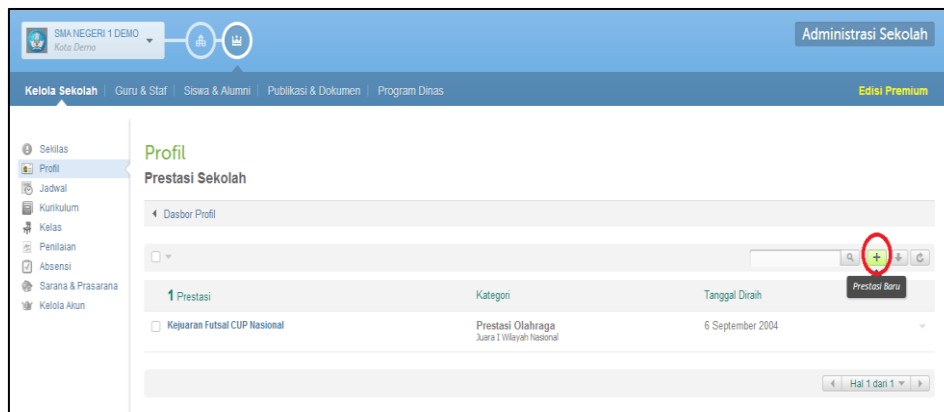 SMA NEGERI 1 DEMO
Kota Demo
Administrasi Sekolah
Kelola Sekolah | Guru & Staf | Siswa & Alumni | Publikasi & Dokumen | Program Dinas
Edisi Premium
Sekilas
Profil
Jadwal
Kurikulum
Kelas
Penilaian
Absensi
Sarana & Prasarana
Kelola Akun
Profil
Prestasi Sekolah
Dasbor Profil
Prestasi Baru
1 Prestasi Kategori Tanggal Diraih
Kejuaran Futsal CUP Nasional Prestasi Olahraga 6 September 2004
Juara I Wilayah Nasional
Hal 1 dari 1